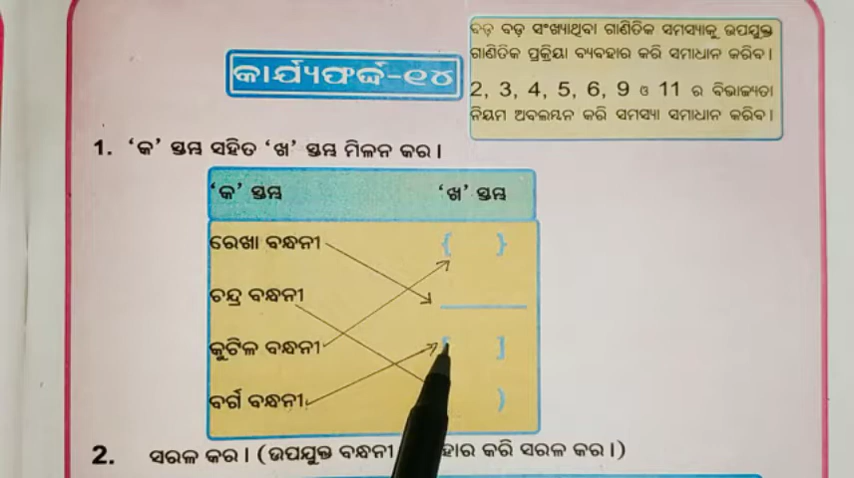 ବଡ଼ ବଡ଼ ସଂଖ୍ୟାଥିବା ଗାଣିତିକ ସମସ୍ୟାକୁ ଉପଯୁକ୍ତ
ଗାଣିତିକ ପ୍ରକ୍ରିୟା ବ୍ୟବହାର କରି ସମାଧାନ କରିବା।
2, 3, 4, 5, 6, 9 ଓ 11 ର ବିଭାଜ୍ୟତା
ନିୟମ ଅବଲମ୍ବନ କରି ସମସ୍ୟା ସମାଧାନ କରିବା।
କାର୍ଯ୍ୟଫର୍ଦ୍ଦ-୧୪
1. ‘କ’ ସ୍ତମ୍ଭ ସହିତ ‘ଖ’ ସ୍ତମ୍ଭ ମିଳନ କର।
‘କ’ ସ୍ତମ୍ଭ ‘ଖ’ ସ୍ତମ୍ଭ
ରେଖା ବନ୍ଧନୀ { }
ଚନ୍ଦ୍ର ବନ୍ଧନୀ
କୁଟିଳ ବନ୍ଧନୀ ]
ବର୍ଗ ବନ୍ଧନୀ )
2. ସରଳ କର। (ଉପଯୁକ୍ତ ବନ୍ଧନୀ କରି ସରଳ କର।)